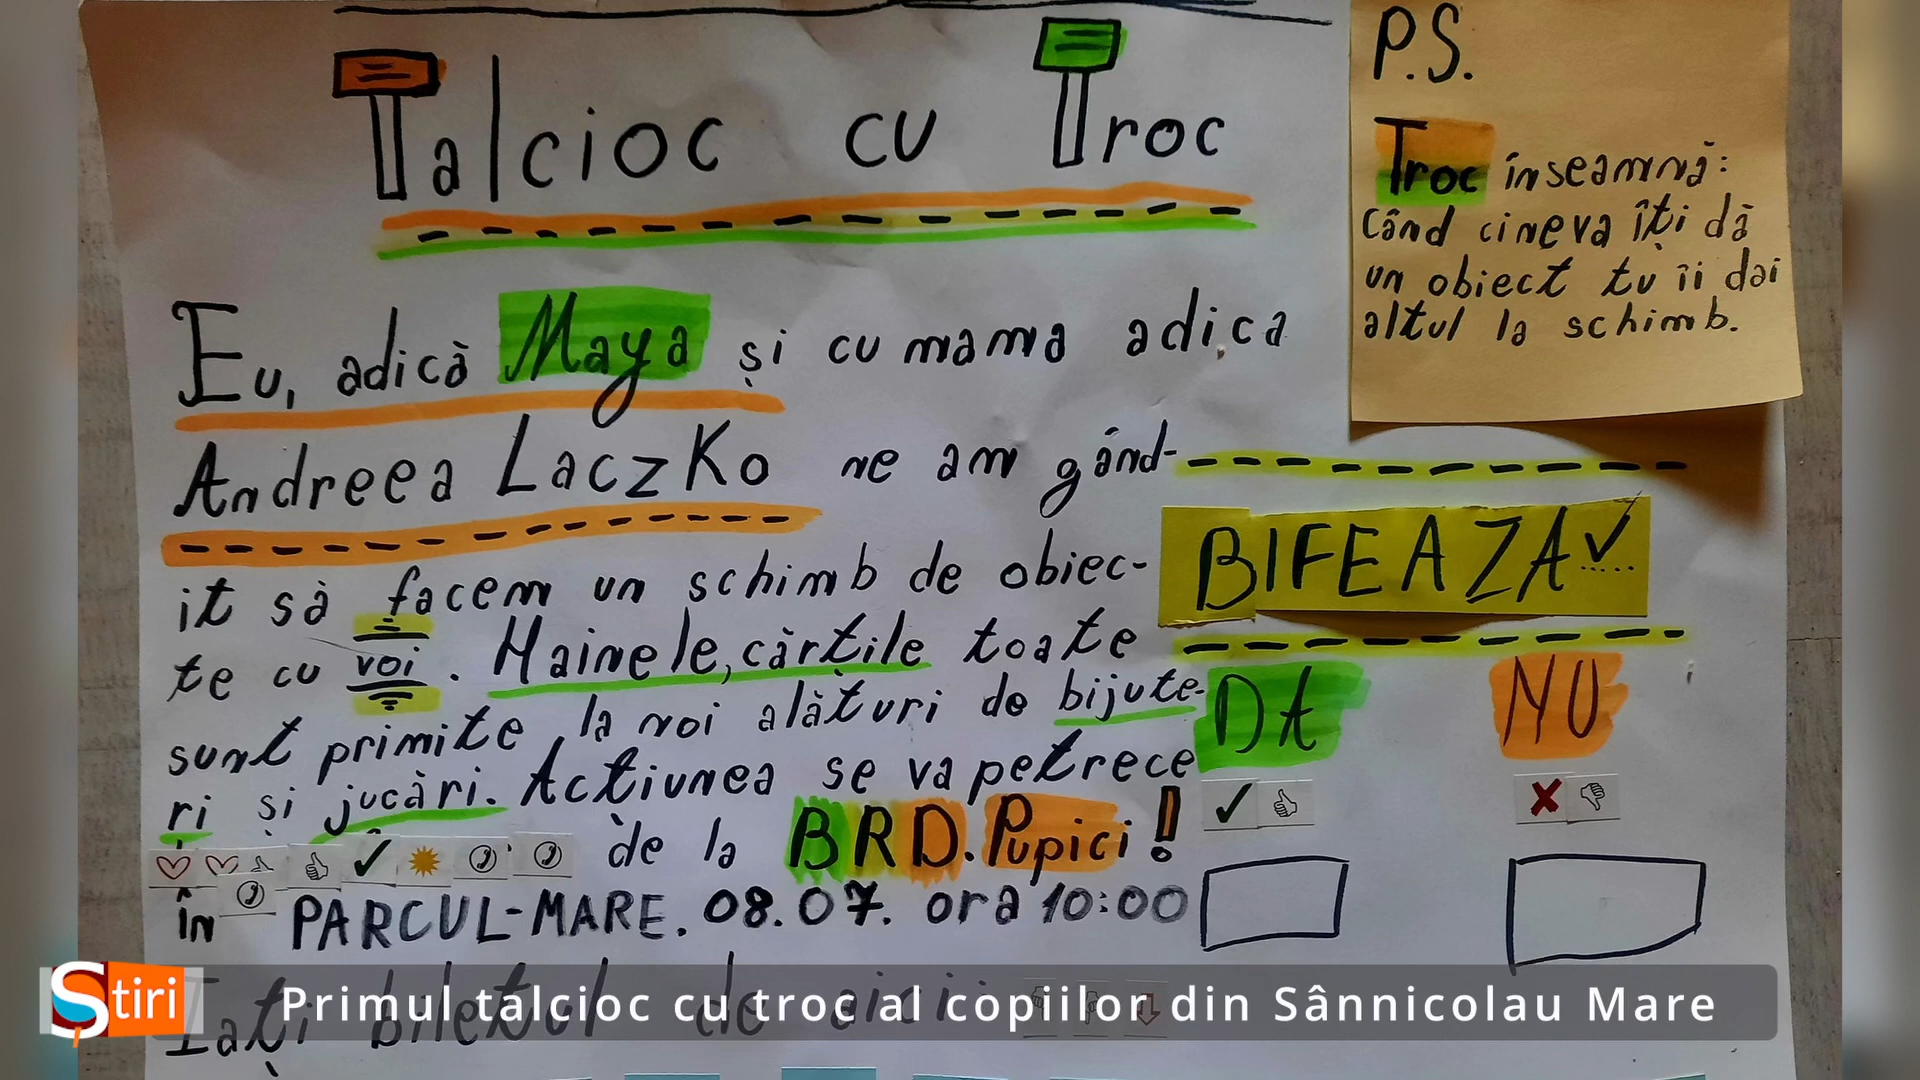 Talcioc cu Troc
Eu, adică Maya și cu mama adica
Andreea LaczKo ne am gând-
it să facem un schimb de obiec-
te cu voi. Hainele, cărțile toate
sunt primite la noi alături de bijute-
ri și jucări. Acțiunea se va petrece
de la BRD. Pupici!
în PARCUL-MARE. 08.07. ora 10:00
Iați biletul de aici
P.S.
Troc înseamnă:
Când cineva îți dă
un obiect tu îi dai
altul la schimb.
BIFEAZA ✓.....
DA NU
Știri
Primul talcioc cu troc al copiilor din Sânnicolau Mare